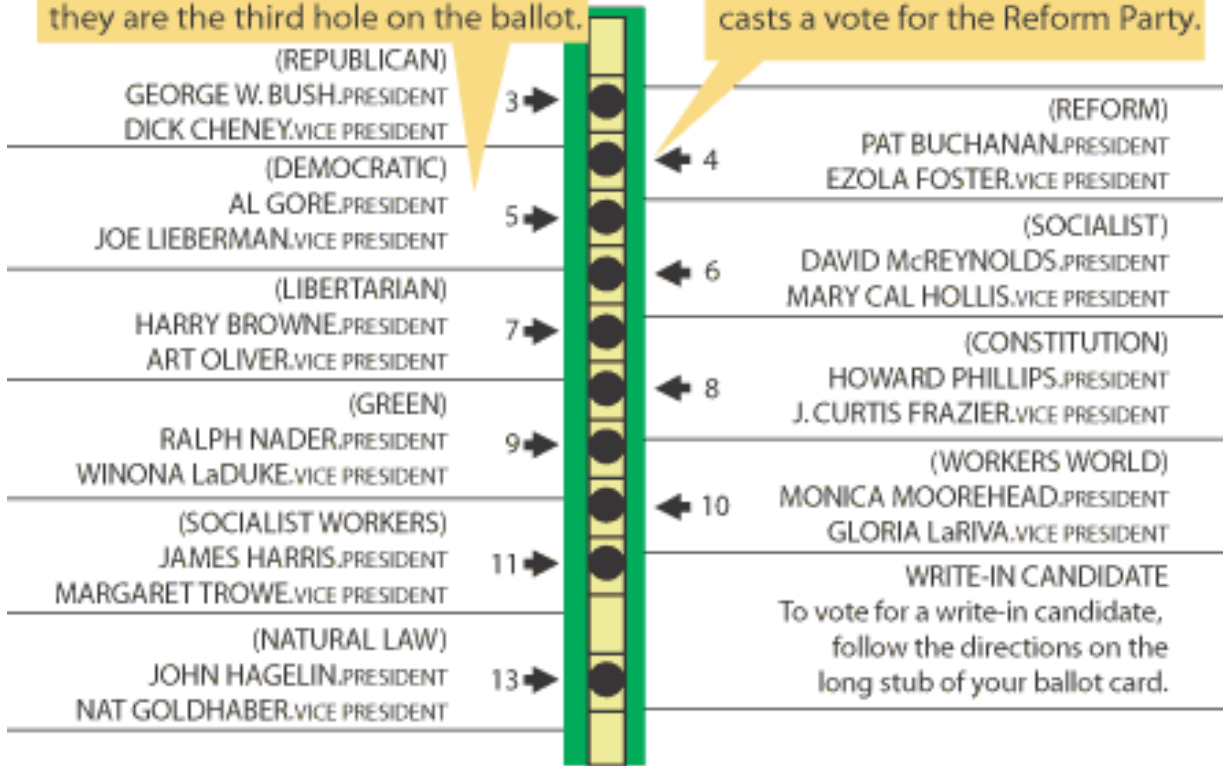 they are the third hole on the ballot.
casts a vote for the Reform Party.
(REPUBLICAN)
GEORGE W. BUSH.PRESIDENT
DICK CHENEY.VICE PRESIDENT
3
(DEMOCRATIC)
AL GORE.PRESIDENT
JOE LIEBERMAN.VICE PRESIDENT
5
(LIBERTARIAN)
HARRY BROWNE.PRESIDENT
ART OLIVER.VICE PRESIDENT
7
(GREEN)
RALPH NADER.PRESIDENT
WINONA LaDUKE.VICE PRESIDENT
9
(SOCIALIST WORKERS)
JAMES HARRIS.PRESIDENT
MARGARET TROWE.VICE PRESIDENT
11
(NATURAL LAW)
JOHN HAGELIN.PRESIDENT
NAT GOLDHABER.VICE PRESIDENT
13
(REFORM)
PAT BUCHANAN.PRESIDENT
EZOLA FOSTER.VICE PRESIDENT
4
(SOCIALIST)
DAVID McREYNOLDS.PRESIDENT
MARY CAL HOLLIS.VICE PRESIDENT
6
(CONSTITUTION)
HOWARD PHILLIPS.PRESIDENT
J. CURTIS FRAZIER.VICE PRESIDENT
8
(WORKERS WORLD)
MONICA MOOREHEAD.PRESIDENT
GLORIA LaRIVA.VICE PRESIDENT
10
WRITE-IN CANDIDATE
To vote for a write-in candidate,
follow the directions on the
long stub of your ballot card.